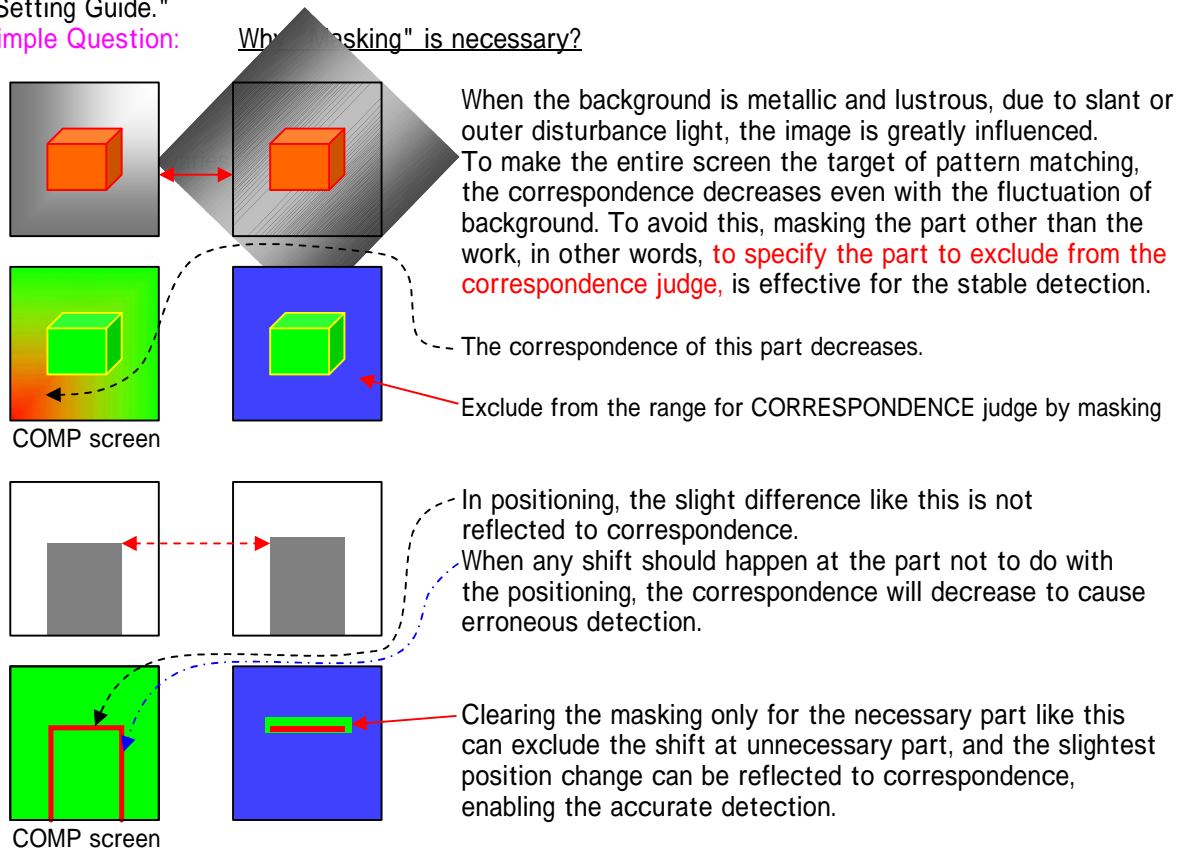 Setting Guide."
imple Question:
Why "Masking" is necessary?
When the background is metallic and lustrous, due to slant or
outer disturbance light, the image is greatly influenced.
To make the entire screen the target of pattern matching,
the correspondence decreases even with the fluctuation of
background. To avoid this, masking the part other than the
work, in other words, to specify the part to exclude from the
correspondence judge, is effective for the stable detection.
The correspondence of this part decreases.
Exclude from the range for CORRESPONDENCE judge by masking
COMP screen
In positioning, the slight difference like this is not
reflected to correspondence.
When any shift should happen at the part not to do with
the positioning, the correspondence will decrease to cause
erroneous detection.
Clearing the masking only for the necessary part like this
can exclude the shift at unnecessary part, and the slightest
position change can be reflected to correspondence,
enabling the accurate detection.
COMP screen